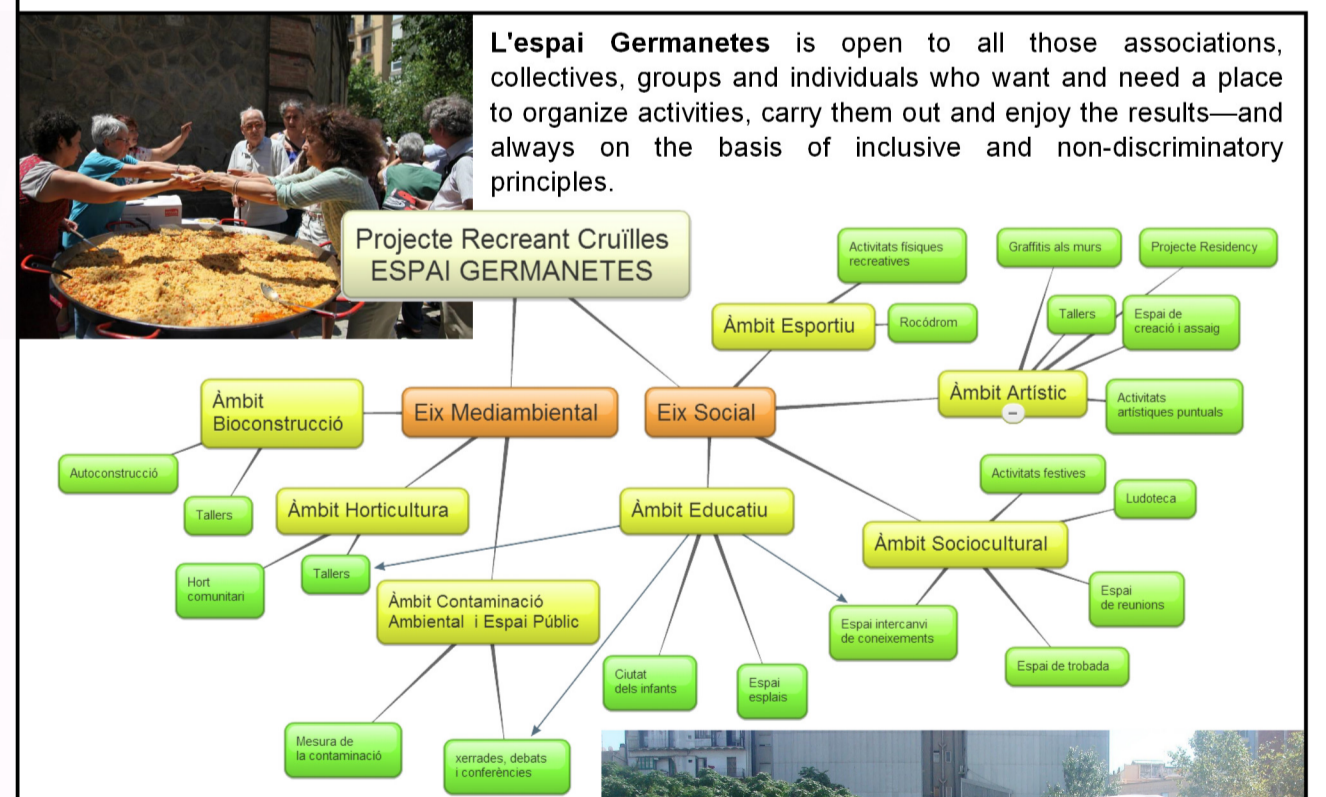 L'espai Germanetes is open to all those associations,
collectives, groups and individuals who want and need a place
to organize activities, carry them out and enjoy the results—and
always on the basis of inclusive and non-discriminatory
principles.
Projecte Recreant Cruïlles
ESPAI GERMANETES
Activitats físiques
recreatives
Graffitis als murs
Projecte Residency
Àmbit Esportiu
Rocódrom
Tallers
Espai de
creació i assaig
Àmbit
Bioconstrucció
Eix Mediambiental
Eix Social
Àmbit Artístic
Activitats
artístiques puntuals
Autoconstrucció
Tallers
Àmbit Horticultura
Àmbit Educatiu
Activitats festives
Ludoteca
Àmbit Sociocultural
Hort
comunitari
Tallers
Àmbit Contaminació
Ambiental i Espai Públic
Espai intercanvi
de coneixements
Espai
de reunions
Ciutat
dels infants
Espai
esplais
Espai de trobada
Mesura de
la contaminació
xerrades, debats
i conferències